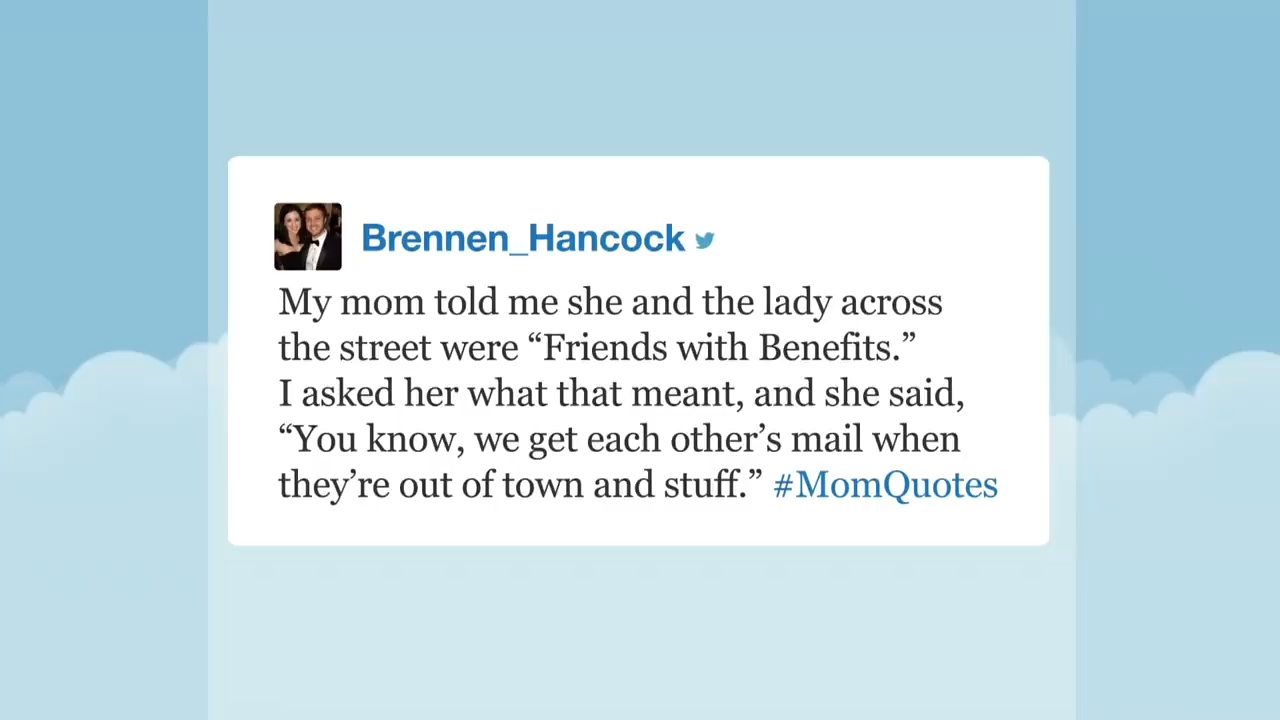 Brennen_Hancock
My mom told me she and the lady across
the street were “Friends with Benefits.”
I asked her what that meant, and she said,
“You know, we get each other’s mail when
they’re out of town and stuff.” #MomQuotes